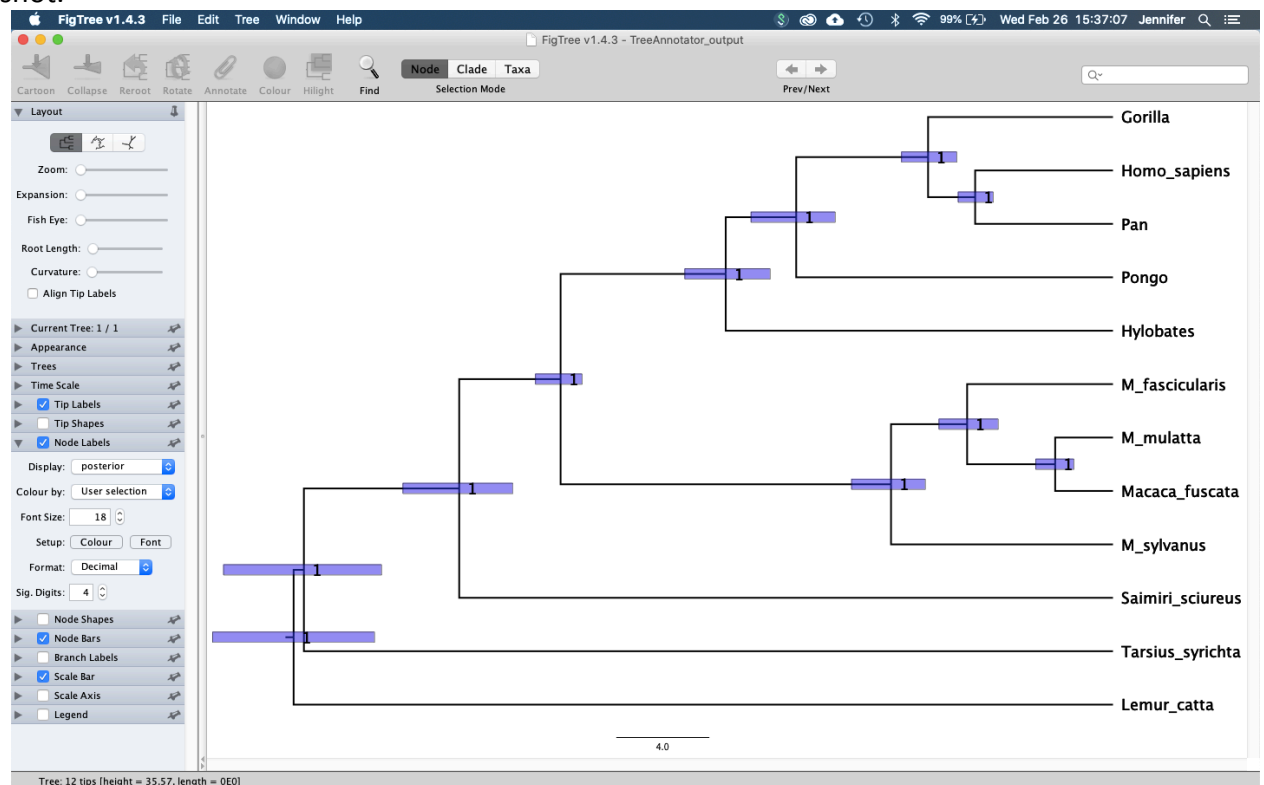 shot.
FigTree v1.4.3 File Edit Tree Window Help 99% Wed Feb 26 15:37:07 Jennifer
FigTree v1.4.3 - TreeAnnotator_output
Node Clade Taxa
Cartoon Collapse Reroot Rotate Annotate Colour Hilight Find Selection Mode Prev/Next
Layout
Zoom:
Expansion:
Fish Eye:
Root Length:
Curvature:
Align Tip Labels
Current Tree: 1 / 1
Appearance
Trees
Time Scale
Tip Labels
Tip Shapes
Node Labels
Display: posterior
Colour by: User selection
Font Size: 18
Setup: Colour Font
Format: Decimal
Sig. Digits: 4
Node Shapes
Node Bars
Branch Labels
Scale Bar
Scale Axis
Legend
Gorilla
1
Homo_sapiens
1
1
Pan
1
Pongo
Hylobates
1
M_fascicularis
1
M_mulatta
1
1
Macaca_fuscata
1
M_sylvanus
1
Saimiri_sciureus
1
Tarsius_syrichta
Lemur_catta
4.0
Tree: 12 tips [height = 35.57, length = 0E0]